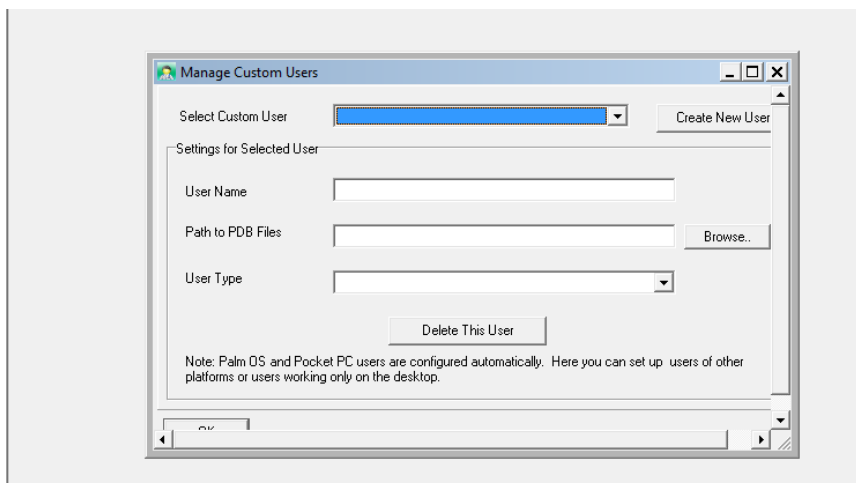 Manage Custom Users
Select Custom User
Create New User
Settings for Selected User
User Name
Path to PDB Files
Browse..
User Type
Delete This User
Note: Palm OS and Pocket PC users are configured automatically. Here you can set up users of other
platforms or users working only on the desktop.
OK